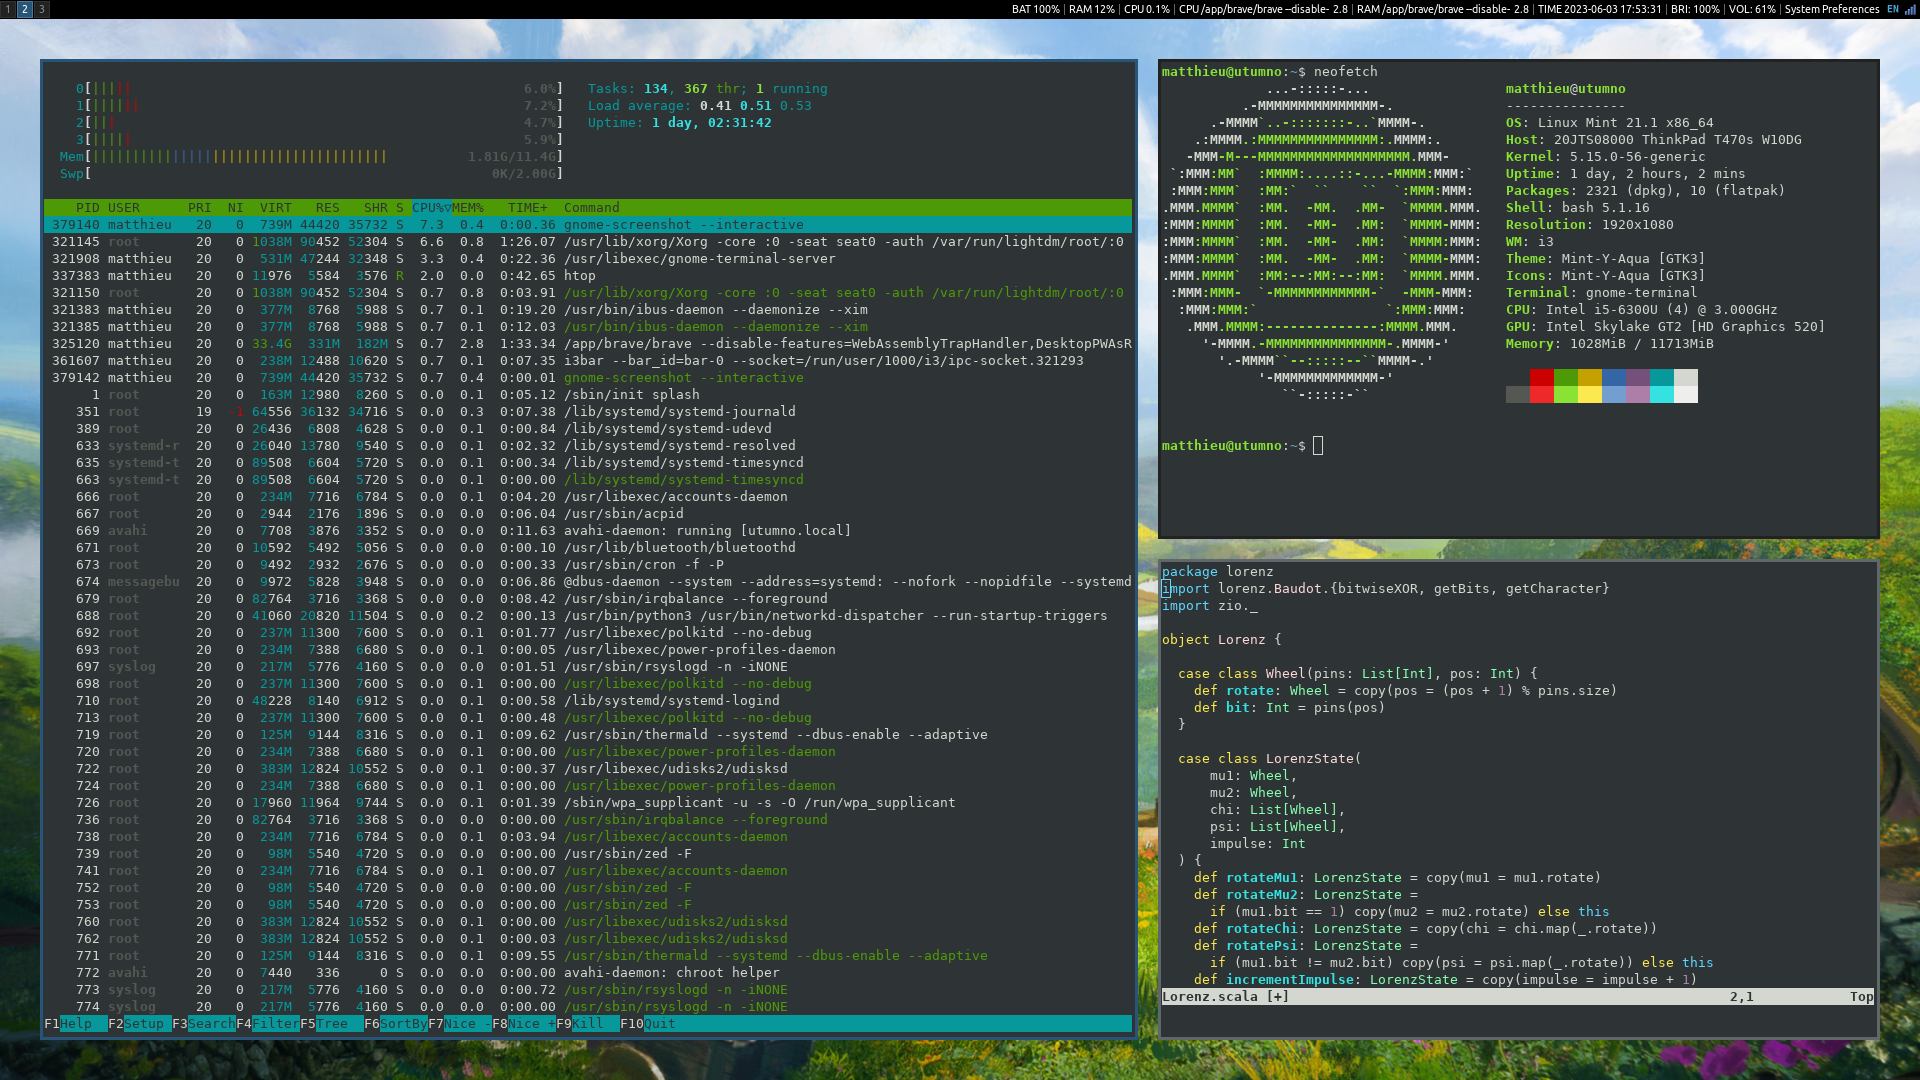 1 2 3
BAT 100% | RAM 12% | CPU 0.1% | CPU /app/brave/brave --disable- 2.8 | RAM /app/brave/brave --disable- 2.8 | TIME 2023-06-03 17:53:31 | BRI: 100% | VOL: 61% | System Preferences EN
0[||||| 6.0%]
1[|||||| 7.2%]
2[||| 4.7%]
3[||||| 5.9%]
Mem[||||||||||||||||||||||||||||||||||||| 1.81G/11.4G]
Swp[ 0K/2.00G]
Tasks: 134, 367 thr; 1 running
Load average: 0.41 0.51 0.53
Uptime: 1 day, 02:31:42
PID USER PRI NI VIRT RES SHR S CPU%▽MEM% TIME+ Command
379140 matthieu 20 0 739M 44420 35732 S 7.3 0.4 0:00.36 gnome-screenshot --interactive
321145 root 20 0 1038M 90452 52304 S 6.6 0.8 1:26.07 /usr/lib/xorg/Xorg -core :0 -seat seat0 -auth /var/run/lightdm/root/:0
321908 matthieu 20 0 531M 47244 32348 S 3.3 0.4 0:22.36 /usr/libexec/gnome-terminal-server
337383 matthieu 20 0 11976 5584 3576 R 2.0 0.0 0:42.65 htop
321150 root 20 0 1038M 90452 52304 S 0.7 0.8 0:03.91 /usr/lib/xorg/Xorg -core :0 -seat seat0 -auth /var/run/lightdm/root/:0
321383 matthieu 20 0 377M 8768 5988 S 0.7 0.1 0:19.20 /usr/bin/ibus-daemon --daemonize --xim
321385 matthieu 20 0 377M 8768 5988 S 0.7 0.1 0:12.03 /usr/bin/ibus-daemon --daemonize --xim
325120 matthieu 20 0 33.4G 331M 182M S 0.7 2.8 1:33.34 /app/brave/brave --disable-features=WebAssemblyTrapHandler,DesktopPWAsR
361607 matthieu 20 0 238M 12488 10620 S 0.7 0.1 0:07.35 i3bar --bar_id=bar-0 --socket=/run/user/1000/i3/ipc-socket.321293
379142 matthieu 20 0 739M 44420 35732 S 0.7 0.4 0:00.01 gnome-screenshot --interactive
1 root 20 0 163M 12980 8260 S 0.0 0.1 0:05.12 /sbin/init splash
351 root 19 -1 64556 36132 34716 S 0.0 0.3 0:07.38 /lib/systemd/systemd-journald
389 root 20 0 26436 6808 4628 S 0.0 0.1 0:00.84 /lib/systemd/systemd-udevd
633 systemd-r 20 0 26040 13780 9540 S 0.0 0.1 0:02.32 /lib/systemd/systemd-resolved
635 systemd-t 20 0 89508 6604 5720 S 0.0 0.1 0:00.34 /lib/systemd/systemd-timesyncd
663 systemd-t 20 0 89508 6604 5720 S 0.0 0.1 0:00.00 /lib/systemd/systemd-timesyncd
666 root 20 0 234M 7716 6784 S 0.0 0.1 0:04.20 /usr/libexec/accounts-daemon
667 root 20 0 2944 2176 1896 S 0.0 0.0 0:06.04 /usr/sbin/acpid
669 avahi 20 0 7708 3876 3352 S 0.0 0.0 0:11.63 avahi-daemon: running [utumno.local]
671 root 20 0 10592 5492 5056 S 0.0 0.0 0:00.10 /usr/lib/bluetooth/bluetoothd
673 root 20 0 9492 2932 2676 S 0.0 0.0 0:00.33 /usr/sbin/cron -f -P
674 messagebu 20 0 9972 5828 3948 S 0.0 0.0 0:06.86 @dbus-daemon --system --address=systemd: --nofork --nopidfile --systemd
679 root 20 0 82764 3716 3368 S 0.0 0.0 0:08.42 /usr/sbin/irqbalance --foreground
688 root 20 0 41060 20820 11504 S 0.0 0.2 0:00.13 /usr/bin/python3 /usr/bin/networkd-dispatcher --run-startup-triggers
692 root 20 0 237M 11300 7600 S 0.0 0.1 0:01.77 /usr/libexec/polkitd --no-debug
693 root 20 0 234M 7388 6680 S 0.0 0.1 0:00.05 /usr/libexec/power-profiles-daemon
697 syslog 20 0 217M 5776 4160 S 0.0 0.0 0:01.51 /usr/sbin/rsyslogd -n -iNONE
698 root 20 0 237M 11300 7600 S 0.0 0.1 0:00.00 /usr/libexec/polkitd --no-debug
710 root 20 0 48228 8140 6912 S 0.0 0.1 0:00.58 /lib/systemd/systemd-logind
713 root 20 0 237M 11300 7600 S 0.0 0.1 0:00.48 /usr/libexec/polkitd --no-debug
719 root 20 0 125M 9144 8316 S 0.0 0.1 0:09.62 /usr/sbin/thermald --systemd --dbus-enable --adaptive
720 root 20 0 234M 7388 6680 S 0.0 0.1 0:00.00 /usr/libexec/power-profiles-daemon
722 root 20 0 383M 12824 10552 S 0.0 0.1 0:00.37 /usr/libexec/udisks2/udisksd
724 root 20 0 234M 7388 6680 S 0.0 0.1 0:00.00 /usr/libexec/power-profiles-daemon
726 root 20 0 17960 11964 9744 S 0.0 0.1 0:01.39 /sbin/wpa_supplicant -u -s -O /run/wpa_supplicant
736 root 20 0 82764 3716 3368 S 0.0 0.0 0:00.00 /usr/sbin/irqbalance --foreground
738 root 20 0 234M 7716 6784 S 0.0 0.1 0:03.94 /usr/libexec/accounts-daemon
739 root 20 0 98M 5540 4720 S 0.0 0.0 0:00.00 /usr/sbin/zed -F
741 root 20 0 234M 7716 6784 S 0.0 0.1 0:00.07 /usr/libexec/accounts-daemon
752 root 20 0 98M 5540 4720 S 0.0 0.0 0:00.00 /usr/sbin/zed -F
753 root 20 0 98M 5540 4720 S 0.0 0.0 0:00.00 /usr/sbin/zed -F
760 root 20 0 383M 12824 10552 S 0.0 0.1 0:00.00 /usr/libexec/udisks2/udisksd
762 root 20 0 383M 12824 10552 S 0.0 0.1 0:00.03 /usr/libexec/udisks2/udisksd
771 root 20 0 125M 9144 8316 S 0.0 0.1 0:09.55 /usr/sbin/thermald --systemd --dbus-enable --adaptive
772 avahi 20 0 7440 336 0 S 0.0 0.0 0:00.00 avahi-daemon: chroot helper
773 syslog 20 0 217M 5776 4160 S 0.0 0.0 0:00.72 /usr/sbin/rsyslogd -n -iNONE
774 syslog 20 0 217M 5776 4160 S 0.0 0.0 0:00.00 /usr/sbin/rsyslogd -n -iNONE
F1Help F2Setup F3SearchF4FilterF5Tree F6SortByF7Nice -F8Nice +F9Kill F10Quit
matthieu@utumno:~$ neofetch
matthieu@utumno
---------------
OS: Linux Mint 21.1 x86_64
Host: 20JTS08000 ThinkPad T470s W10DG
Kernel: 5.15.0-56-generic
Uptime: 1 day, 2 hours, 2 mins
Packages: 2321 (dpkg), 10 (flatpak)
Shell: bash 5.1.16
Resolution: 1920x1080
WM: i3
Theme: Mint-Y-Aqua [GTK3]
Icons: Mint-Y-Aqua [GTK3]
Terminal: gnome-terminal
CPU: Intel i5-6300U (4) @ 3.000GHz
GPU: Intel Skylake GT2 [HD Graphics 520]
Memory: 1028MiB / 11713MiB
matthieu@utumno:~$
package lorenz
import lorenz.Baudot.{bitwiseXOR, getBits, getCharacter}
import zio._
object Lorenz {
case class Wheel(pins: List[Int], pos: Int) {
def rotate: Wheel = copy(pos = (pos + 1) % pins.size)
def bit: Int = pins(pos)
}
case class LorenzState(
mu1: Wheel,
mu2: Wheel,
chi: List[Wheel],
psi: List[Wheel],
impulse: Int
) {
def rotateMu1: LorenzState = copy(mu1 = mu1.rotate)
def rotateMu2: LorenzState =
if (mu1.bit == 1) copy(mu2 = mu2.rotate) else this
def rotateChi: LorenzState = copy(chi = chi.map(_.rotate))
def rotatePsi: LorenzState =
if (mu1.bit != mu2.bit) copy(psi = psi.map(_.rotate)) else this
def incrementImpulse: LorenzState = copy(impulse = impulse + 1)
Lorenz.scala [+] 2,1 Top